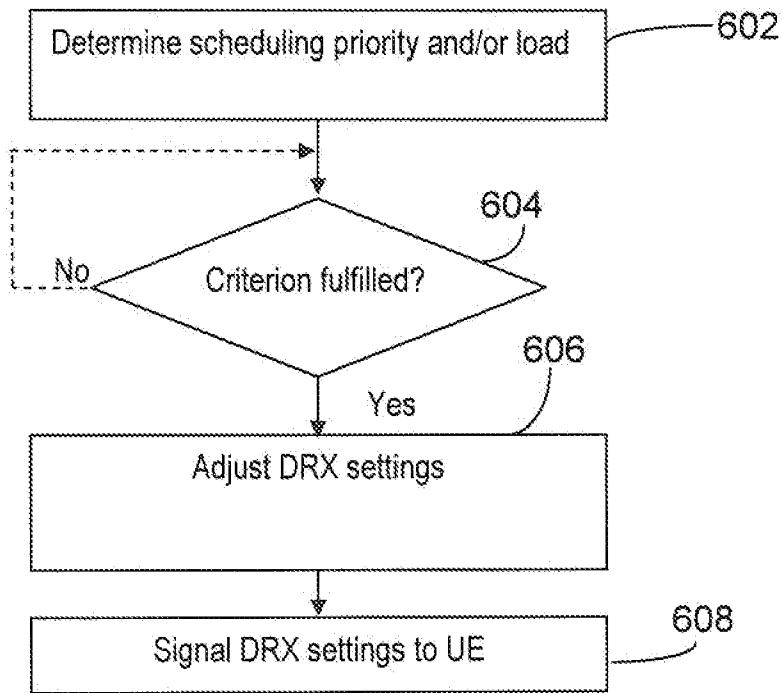 Determine scheduling priority and/or load
602
604
Criterion fulfilled?
No
Yes
606
Adjust DRX settings
Signal DRX settings to UE
608